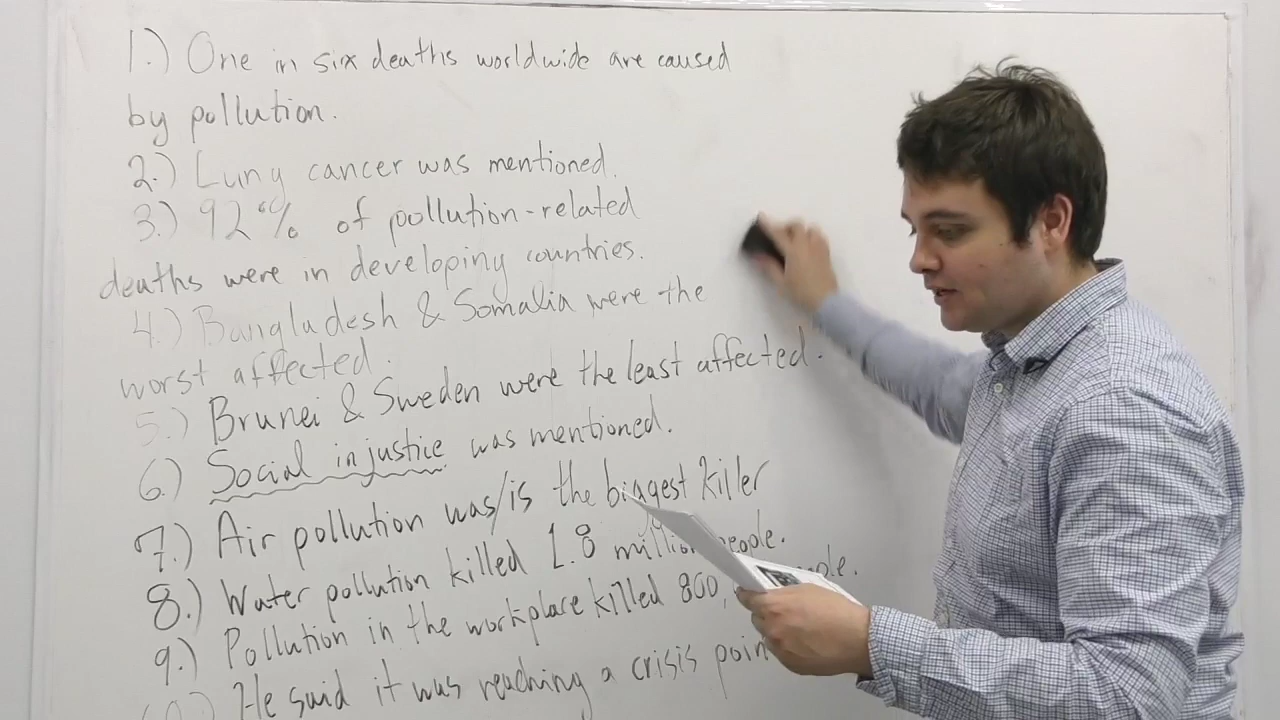 1.) One in six deaths worldwide are caused
by pollution.
2.) Lung cancer was mentioned.
3.) 92% of pollution-related
deaths were in developing countries.
4.) Bangladesh & Somalia were the
worst affected.
5.) Brunei & Sweden were the least affected.
6.) Social injustice was mentioned.
7.) Air pollution was/is the biggest killer
8.) Water pollution killed 1.8 million people.
9.) Pollution in the workplace killed 800,
He said it was reaching a crisis poin